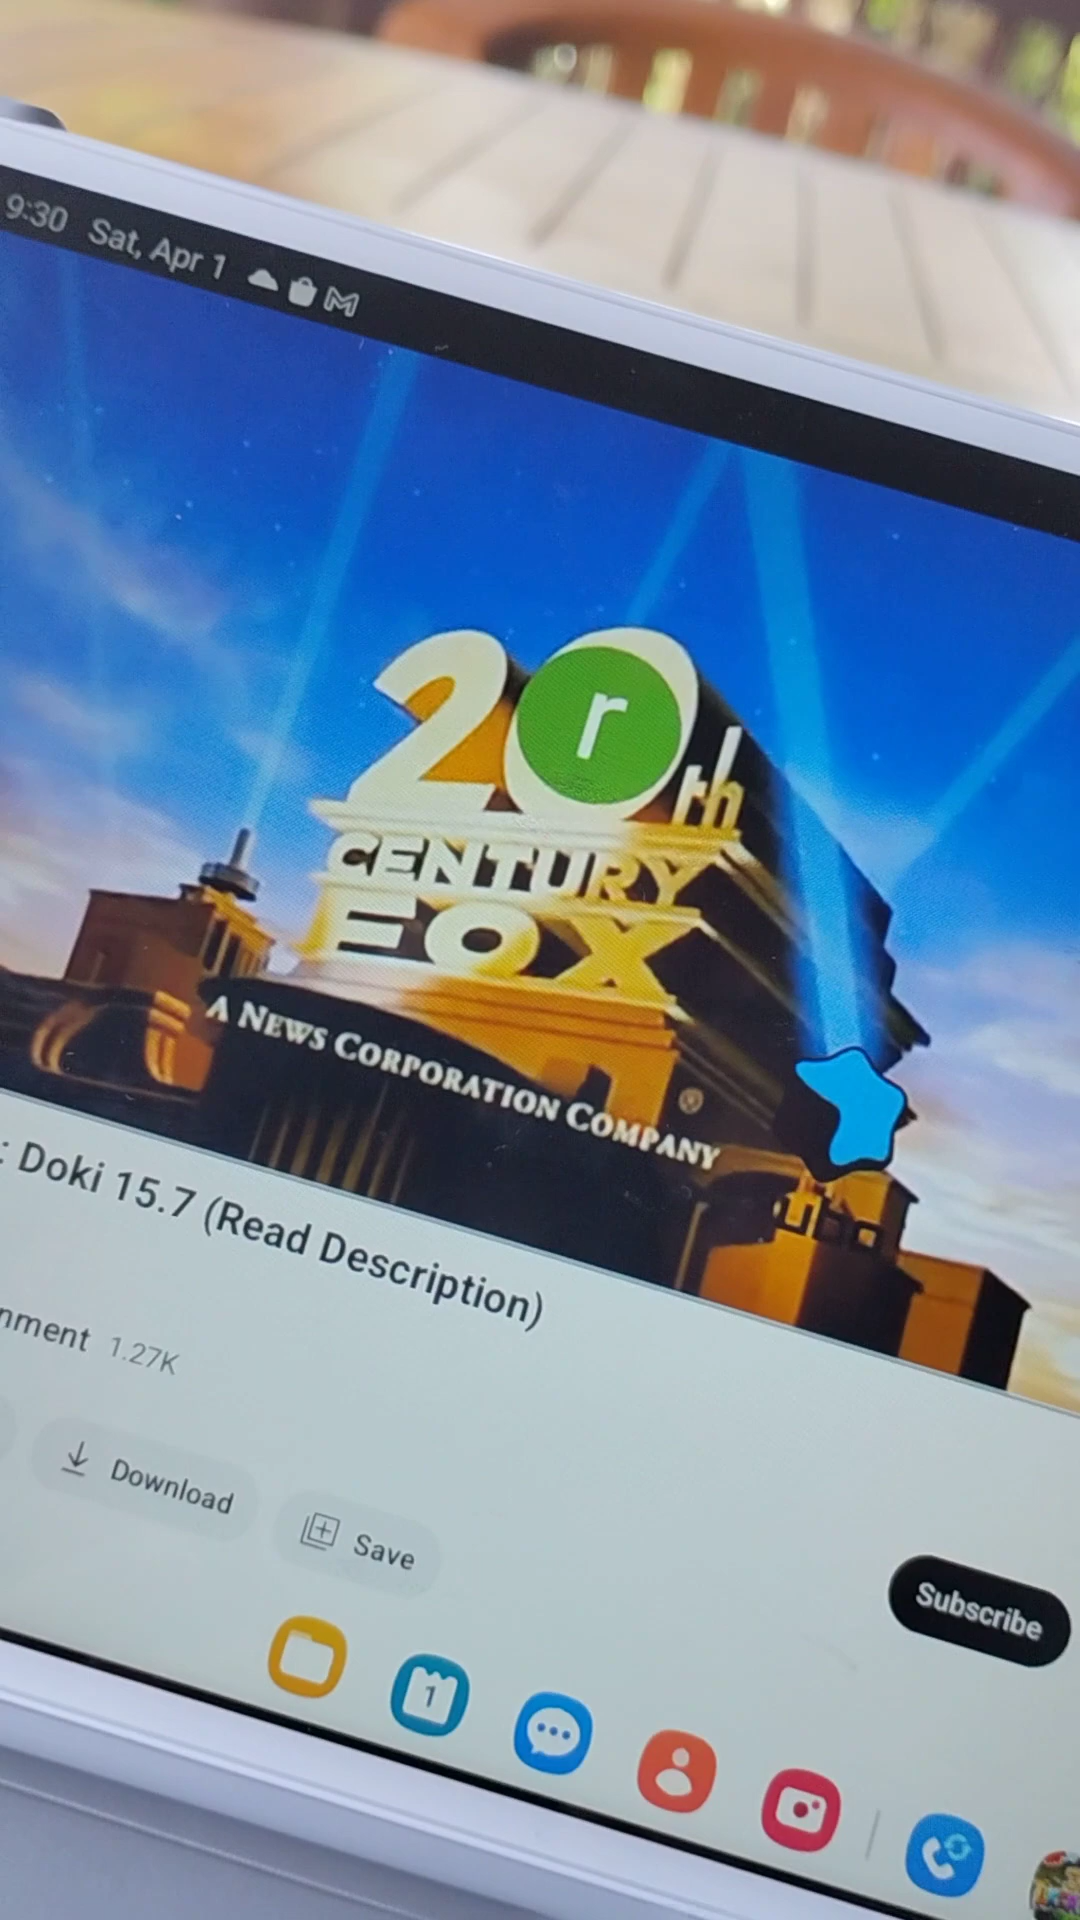 9:30 Sat, Apr 1
20th
r
CENTURY
FOX
A NEWS CORPORATION COMPANY
®
: Doki 15.7 (Read Description)
nment 1.27K
Download
Save
Subscribe
1